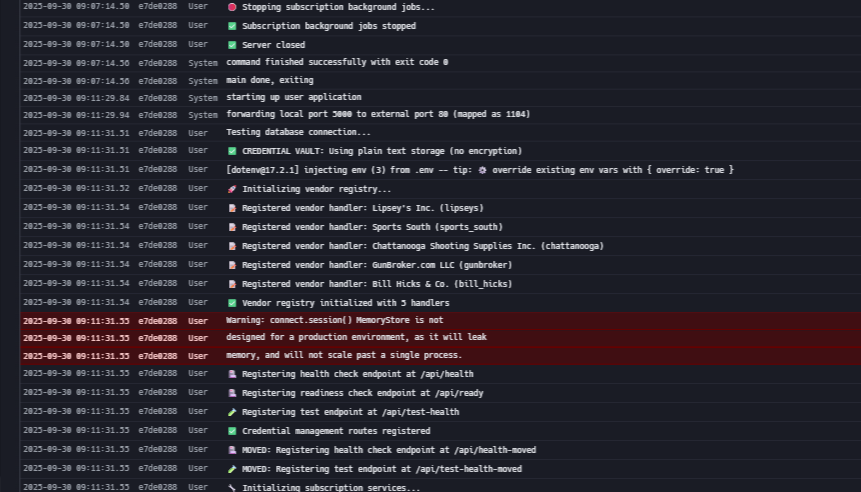 2025-09-30 09:07:14.50 e7de0288 User 🛑 Stopping subscription background jobs...
2025-09-30 09:07:14.50 e7de0288 User ✅ Subscription background jobs stopped
2025-09-30 09:07:14.50 e7de0288 User ✅ Server closed
2025-09-30 09:07:14.56 e7de0288 System command finished successfully with exit code 0
2025-09-30 09:07:14.56 e7de0288 System main done, exiting
2025-09-30 09:11:29.84 e7de0288 System starting up user application
2025-09-30 09:11:29.94 e7de0288 System forwarding local port 5000 to external port 80 (mapped as 1104)
2025-09-30 09:11:31.51 e7de0288 User Testing database connection...
2025-09-30 09:11:31.51 e7de0288 User ✅ CREDENTIAL VAULT: Using plain text storage (no encryption)
2025-09-30 09:11:31.51 e7de0288 User [dotenv@17.2.1] injecting env (3) from .env -- tip: ⚙️ override existing env vars with { override: true }
2025-09-30 09:11:31.52 e7de0288 User 🚀 Initializing vendor registry...
2025-09-30 09:11:31.54 e7de0288 User 📝 Registered vendor handler: Lipsey's Inc. (lipseys)
2025-09-30 09:11:31.54 e7de0288 User 📝 Registered vendor handler: Sports South (sports_south)
2025-09-30 09:11:31.54 e7de0288 User 📝 Registered vendor handler: Chattanooga Shooting Supplies Inc. (chattanooga)
2025-09-30 09:11:31.54 e7de0288 User 📝 Registered vendor handler: GunBroker.com LLC (gunbroker)
2025-09-30 09:11:31.54 e7de0288 User 📝 Registered vendor handler: Bill Hicks & Co. (bill_hicks)
2025-09-30 09:11:31.54 e7de0288 User ✅ Vendor registry initialized with 5 handlers
2025-09-30 09:11:31.55 e7de0288 User Warning: connect.session() MemoryStore is not
2025-09-30 09:11:31.55 e7de0288 User designed for a production environment, as it will leak
2025-09-30 09:11:31.55 e7de0288 User memory, and will not scale past a single process.
2025-09-30 09:11:31.55 e7de0288 User Registering health check endpoint at /api/health
2025-09-30 09:11:31.55 e7de0288 User Registering readiness check endpoint at /api/ready
2025-09-30 09:11:31.55 e7de0288 User 🧪 Registering test endpoint at /api/test-health
2025-09-30 09:11:31.55 e7de0288 User ✅ Credential management routes registered
2025-09-30 09:11:31.55 e7de0288 User MOVED: Registering health check endpoint at /api/health-moved
2025-09-30 09:11:31.55 e7de0288 User 🧪 MOVED: Registering test endpoint at /api/test-health-moved
2025-09-30 09:11:31.55 e7de0288 User 🔧 Initializing subscription services...